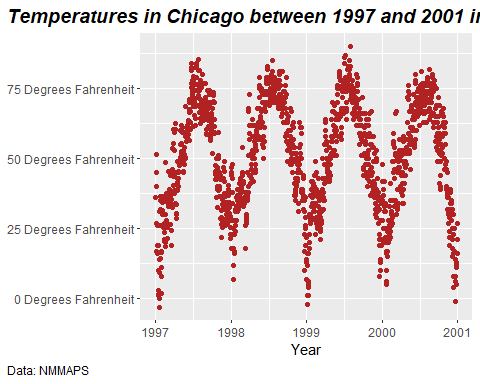 Temperatures in Chicago between 1997 and 2001 in
75 Degrees Fahrenheit
50 Degrees Fahrenheit
25 Degrees Fahrenheit
0 Degrees Fahrenheit
1997 1998 1999 2000 2001
Year
Data: NMMAPS